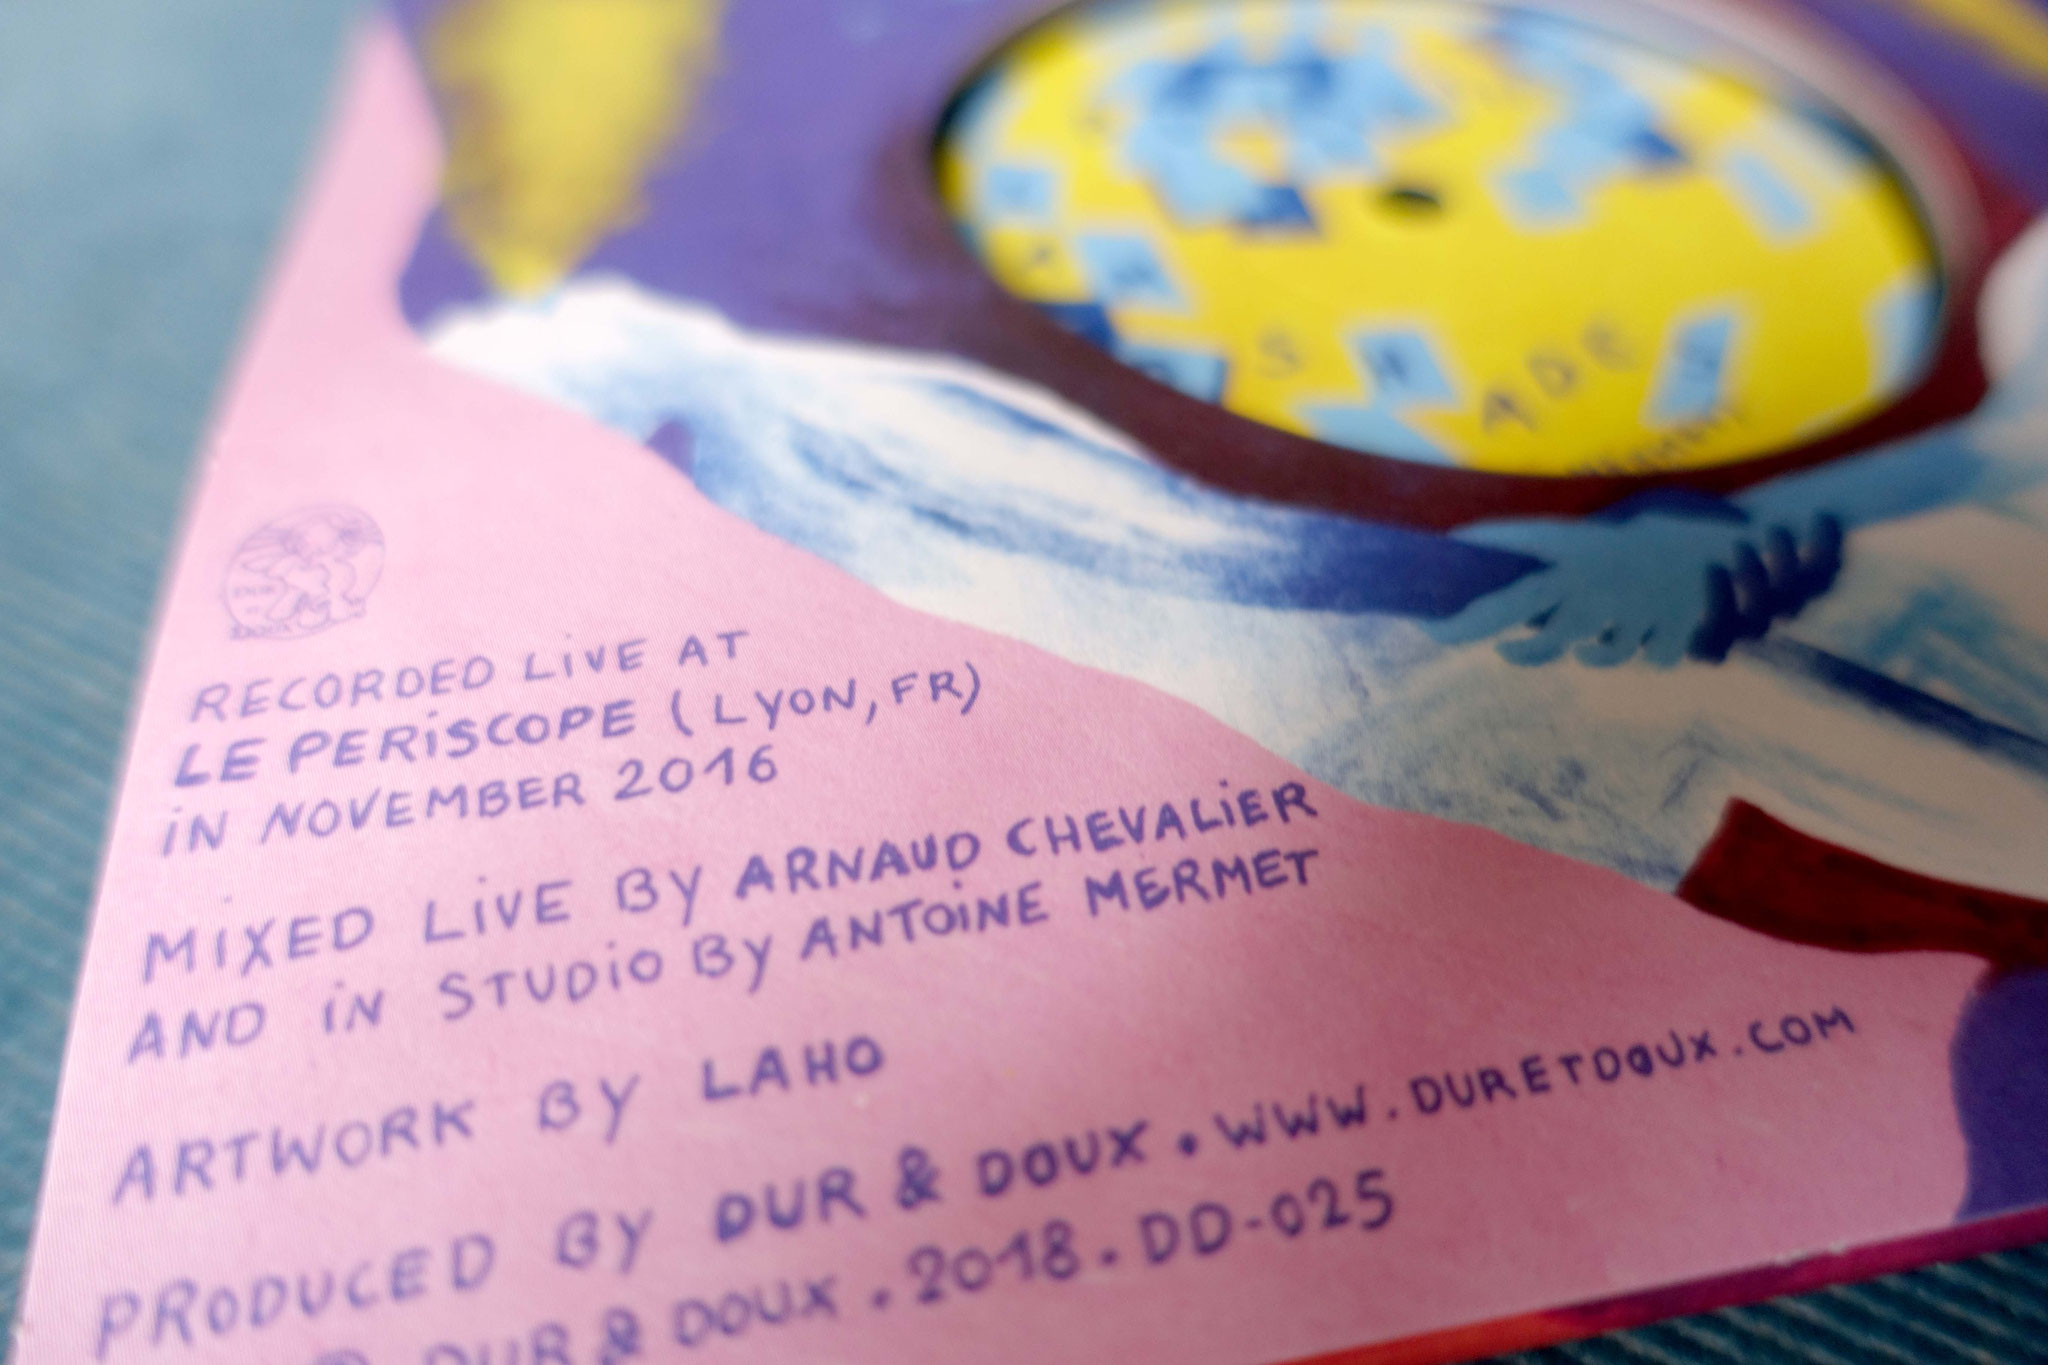 RECORDED LiVE AT
LE PERiSCOPE (LYON, FR)
iN NOVEMBER 2016
MiXED LiVE BY ARNAUD CHEVALiER
AND iN STUDiO BY ANTOiNE MERMET
ARTWORK BY LAHO
PRODUCED BY DUR & DOUX . WWW.DURETDOUX.COM
DUR & DOUX . 2018 . DD-025